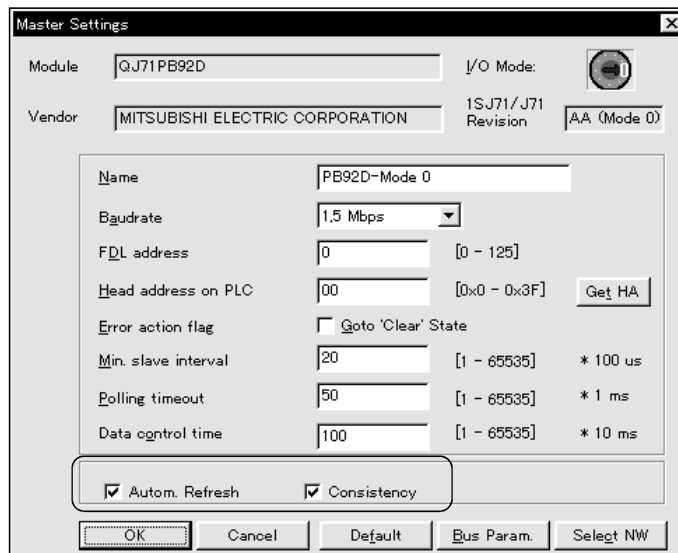 Master Settings
Module QJ71PB92D I/O Mode: 0
Vendor MITSUBISHI ELECTRIC CORPORATION 1SJ71/J71 Revision AA (Mode 0)
Name PB92D-Mode 0
Baudrate 1,5 Mbps
FDL address 0 [0 - 125]
Head address on PLC 00 [0x0 - 0x3F] Get HA
Error action flag Goto 'Clear' State
Min. slave interval 20 [1 - 65535] * 100 us
Polling timeout 50 [1 - 65535] * 1 ms
Data control time 100 [1 - 65535] * 10 ms
Autom. Refresh Consistency
OK Cancel Default Bus Param. Select NW